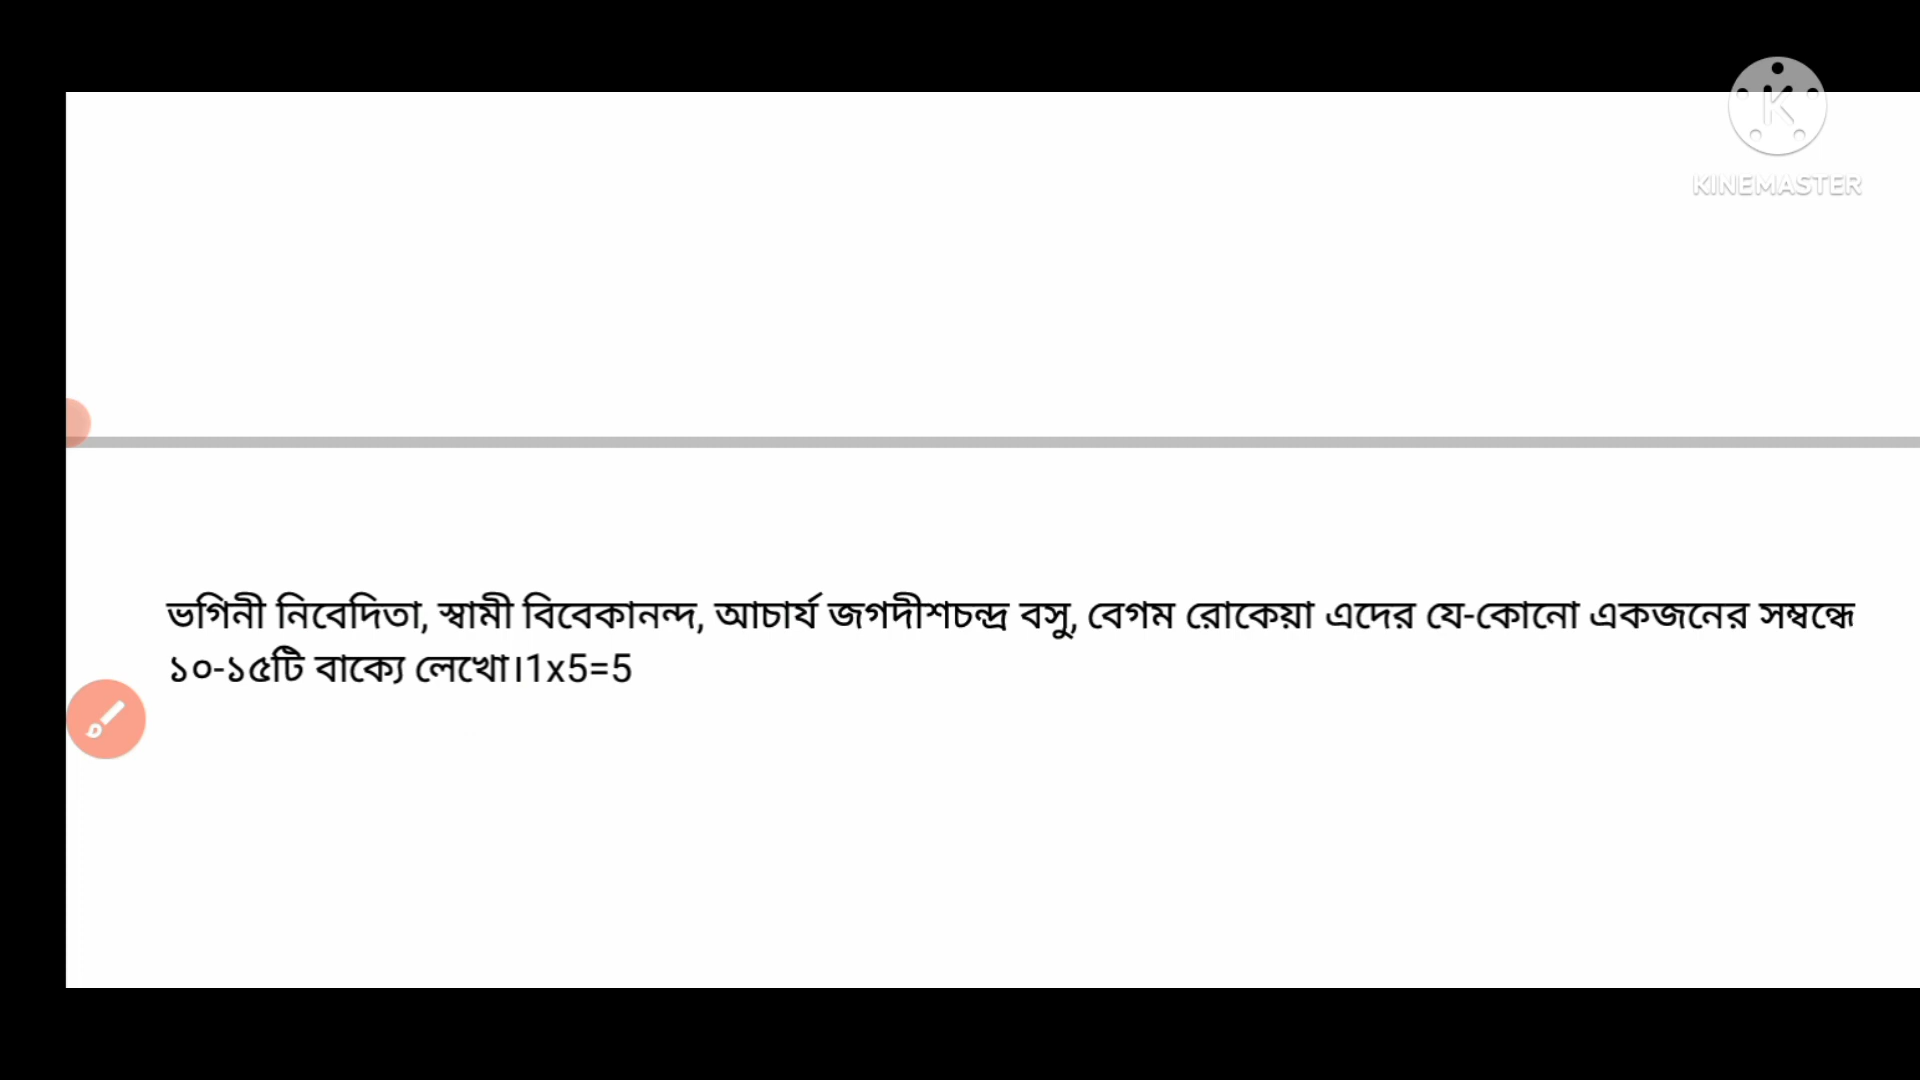 KINEMASTER
ভগিনী নিবেদিতা, স্বামী বিবেকানন্দ, আচার্য জগদীশচন্দ্র বসু, বেগম রোকেয়া এদের যে-কোনো একজনের সম্বন্ধে
১০-১৫টি বাক্যে লেখো।1x5=5